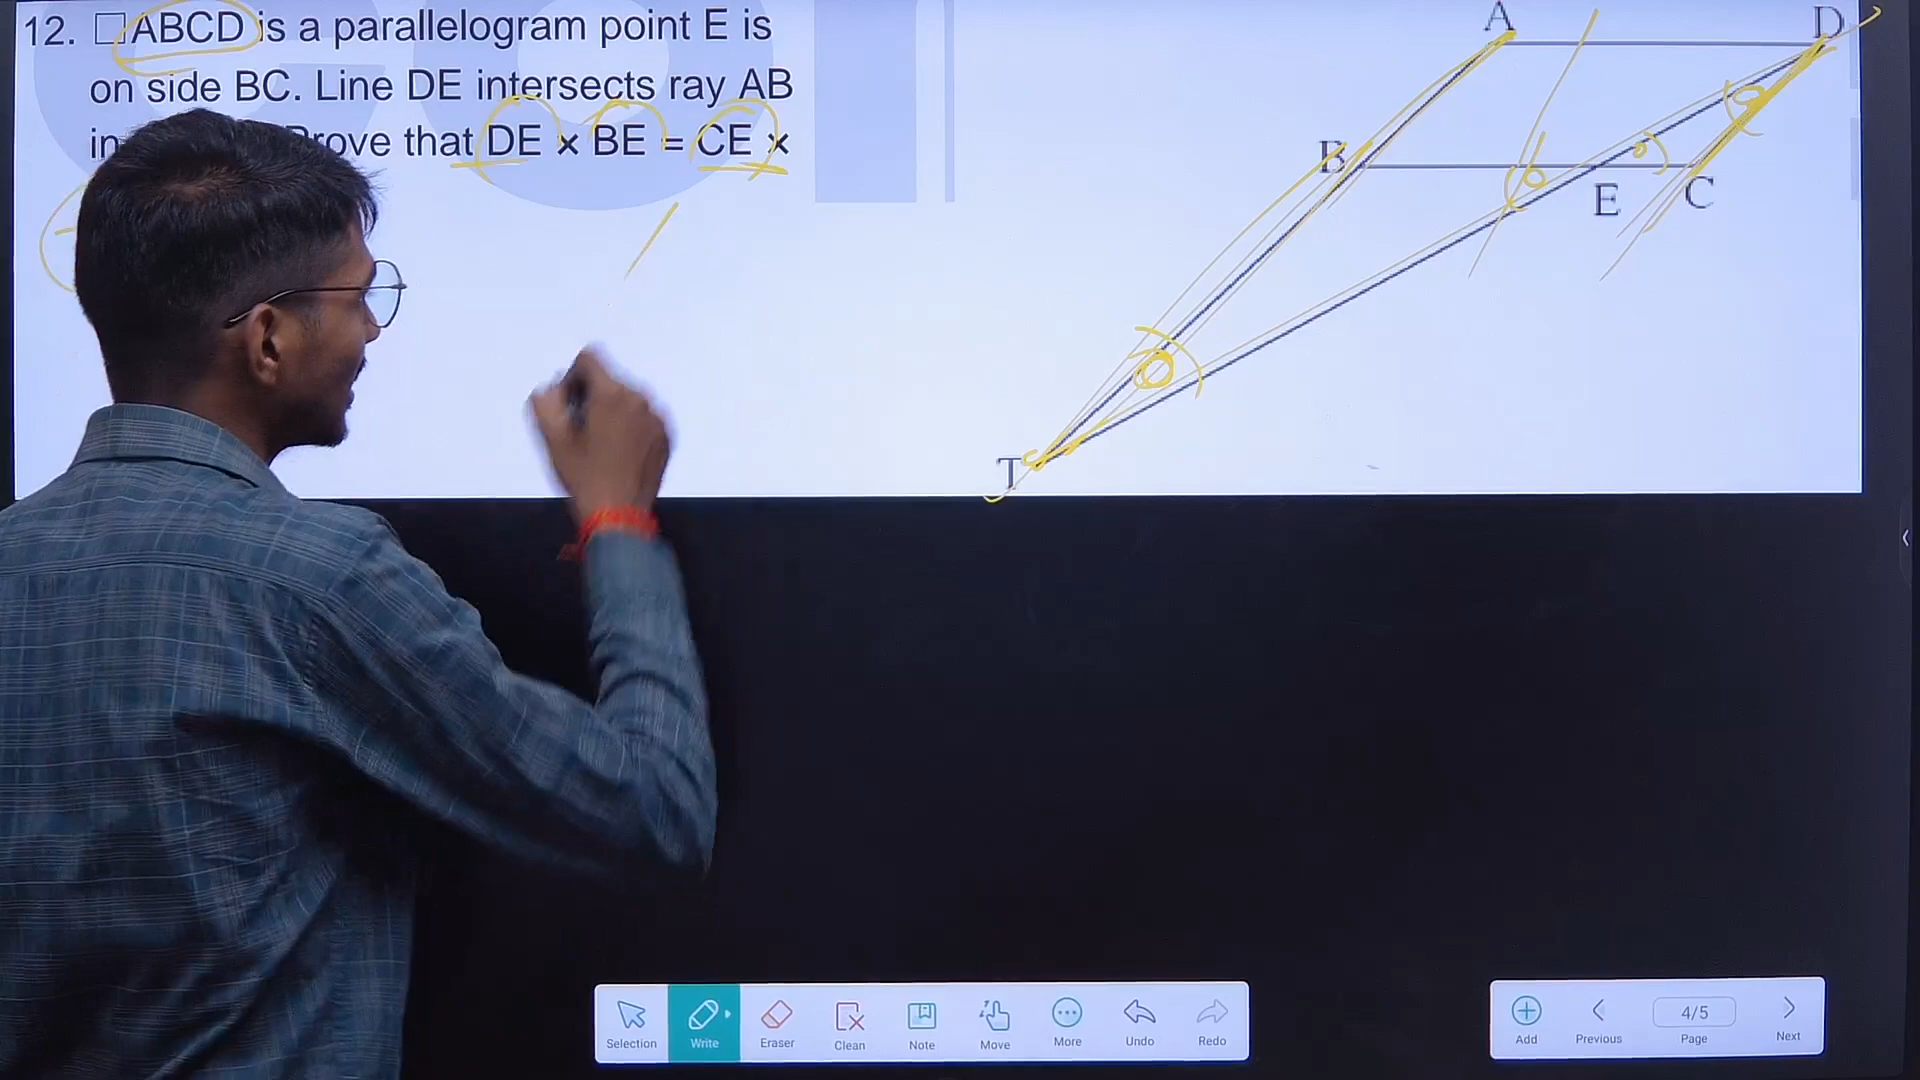 12. □ABCD is a parallelogram point E is
on side BC. Line DE intersects ray AB
in Prove that DE × BE = CE ×
A
D
B
E
C
T
Selection
Write
Eraser
Clean
Note
Move
More
Undo
Redo
Add
Previous
4/5
Page
Next